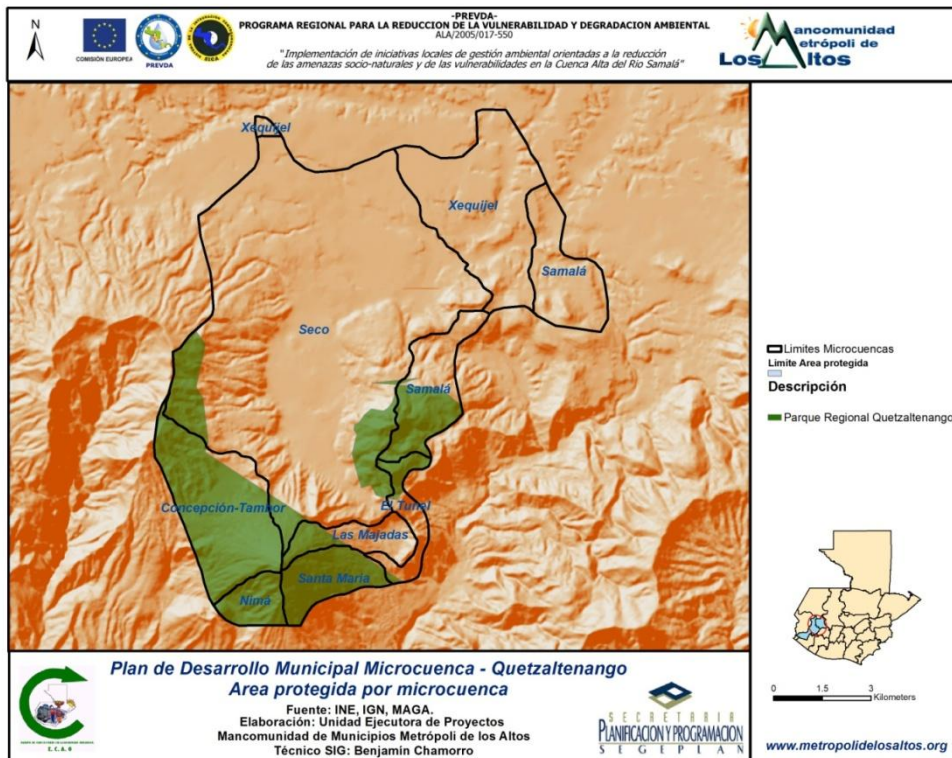 N
COMISIÓN EUROPEA
PREVDA
SICA
-PREVDA-
PROGRAMA REGIONAL PARA LA REDUCCION DE LA VULNERABILIDAD Y DEGRADACION AMBIENTAL
ALA/2005/017-550
"Implementación de iniciativas locales de gestión ambiental orientadas a la reducción
de las amenazas socio-naturales y de las vulnerabilidades en la Cuenca Alta del Río Samalá"
Mancomunidad
Metrópoli de
Los Altos
Xequijel
Xequijel
Samalá
Seco
Samalá
El Tunel
Concepción-Tambor
Las Majadas
Santa María
Nimá
Limites Microcuencas
Limite Area protegida
Descripción
Parque Regional Quetzaltenango
0 1.5 3
Kilometers
www.metropolidelosaltos.org
Plan de Desarrollo Municipal Microcuenca - Quetzaltenango
Area protegida por microcuenca
Fuente: INE, IGN, MAGA.
Elaboración: Unidad Ejecutora de Proyectos
Mancomunidad de Municipios Metrópoli de los Altos
Técnico SIG: Benjamín Chamorro
SECRETARIA
PLANIFICACIÓN Y PROGRAMACION
SEGEPLAN